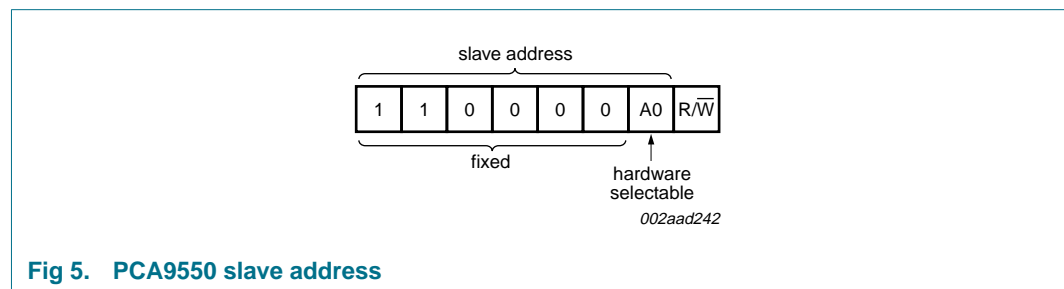 slave address
1 1 0 0 0 0 A0 R/W̅
fixed
hardware
selectable
002aad242
Fig 5. PCA9550 slave address